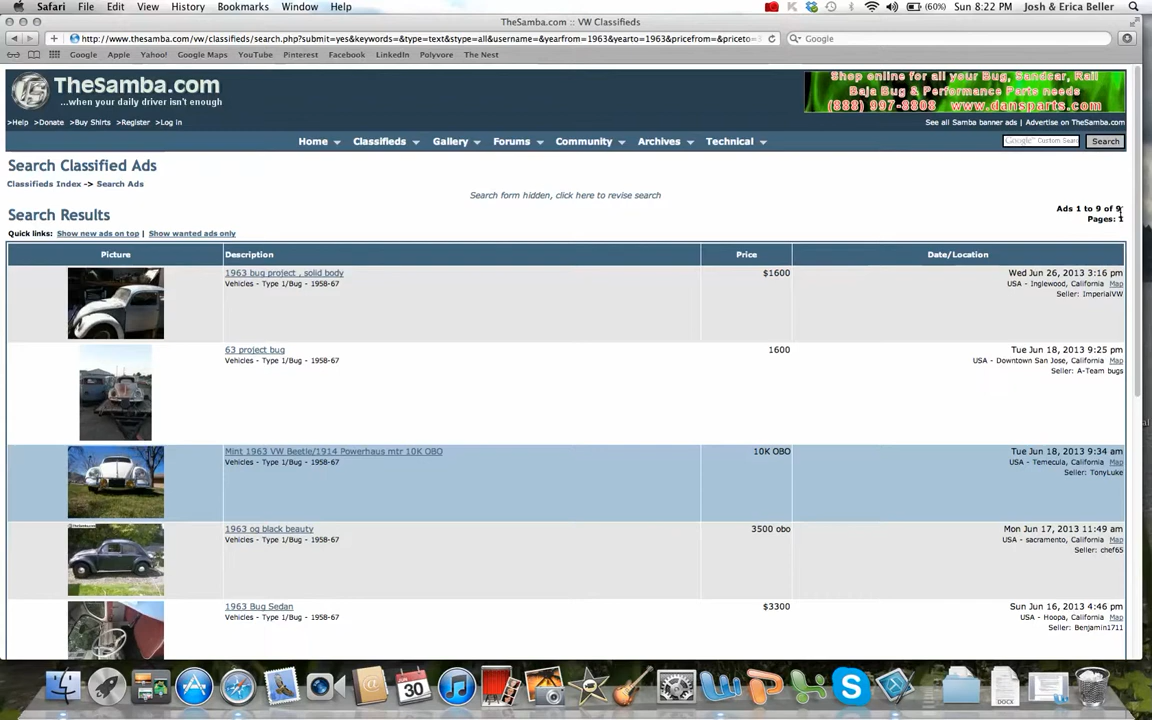 Safari File Edit View History Bookmarks Window Help (60%) Sun 8:22 PM Josh & Erica Beller
TheSamba.com :: VW Classifieds
http://www.thesamba.com/vw/classifieds/search.php?submit=yes&keywords=&type=text&stype=all&username=&yearfrom=1963&yearto=1963&pricefrom=&priceto= Google
Google Apple Yahoo! Google Maps YouTube Pinterest Facebook LinkedIn Polyvore The Nest
TheSamba.com
...when your daily driver isn't enough
Shop online for all your Bug, Sandcar, Rail
Baja Bug & Performance Parts needs
(888) 997-8808 www.dansparts.com
>Help >Donate >Buy Shirts >Register >Log in
See all Samba banner ads | Advertise on TheSamba.com
Home Classifieds Gallery Forums Community Archives Technical Google Custom Sear Search
Search Classified Ads
Classifieds Index -> Search Ads
Search form hidden, click here to revise search
Ads 1 to 9 of 9
Search Results
Pages: 1
Quick links: Show new ads on top | Show wanted ads only
Picture Description Price Date/Location
1963 bug project , solid body $1600 Wed Jun 26, 2013 3:16 pm
Vehicles - Type 1/Bug - 1958-67 USA - Inglewood, California Map
Seller: ImperialVW
63 project bug 1600 Tue Jun 18, 2013 9:25 pm
Vehicles - Type 1/Bug - 1958-67 USA - Downtown San Jose, California Map
Seller: A-Team bugs
Mint 1963 VW Beetle/1914 Powerhaus mtr 10K OBO 10K OBO Tue Jun 18, 2013 9:34 am
Vehicles - Type 1/Bug - 1958-67 USA - Temecula, California Map
Seller: TonyLuke
1963 og black beauty 3500 obo Mon Jun 17, 2013 11:49 am
Vehicles - Type 1/Bug - 1958-67 USA - sacramento, California Map
Seller: chef65
1963 Bug Sedan $3300 Sun Jun 16, 2013 4:46 pm
Vehicles - Type 1/Bug - 1958-67 USA - Hoopa, California Map
Seller: Benjamin1711
30
DOCX